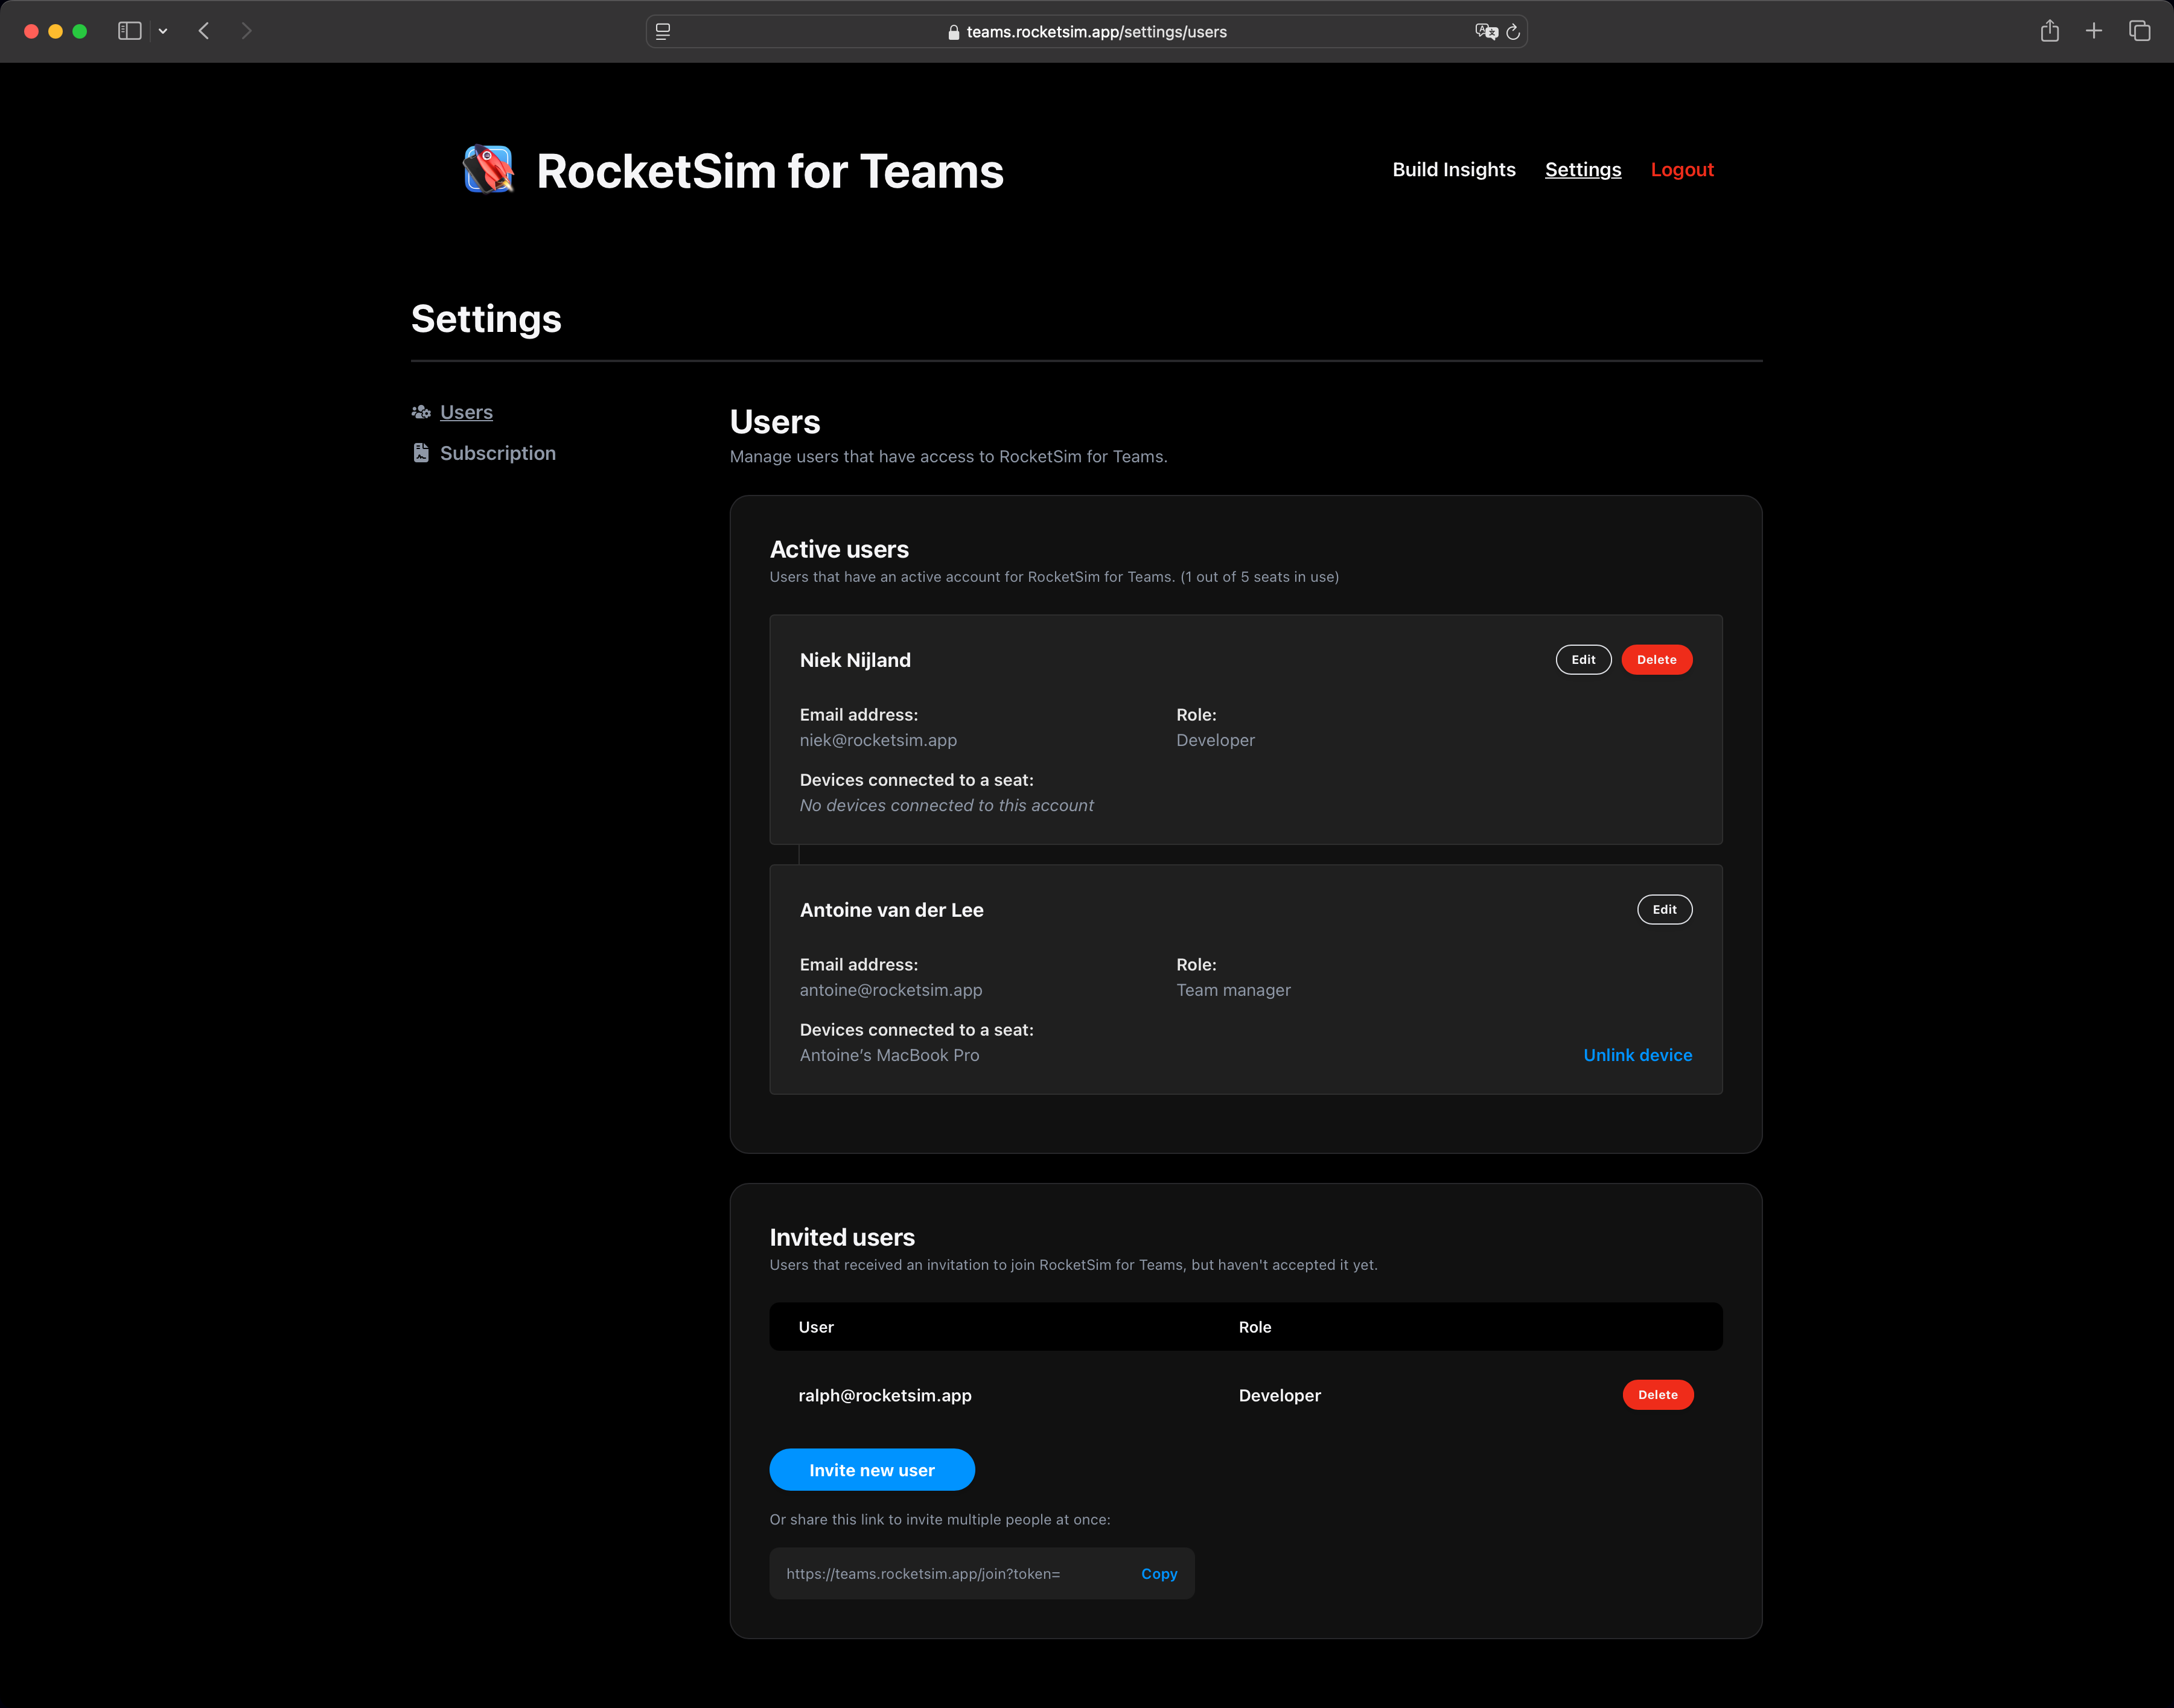 teams.rocketsim.app/settings/users
RocketSim for Teams
Build Insights
Settings
Logout
Settings
Users
Subscription
Users
Manage users that have access to RocketSim for Teams.
Active users
Users that have an active account for RocketSim for Teams. (1 out of 5 seats in use)
Niek Nijland
Edit
Delete
Email address:
Role:
niek@rocketsim.app
Developer
Devices connected to a seat:
No devices connected to this account
Antoine van der Lee
Edit
Email address:
Role:
antoine@rocketsim.app
Team manager
Devices connected to a seat:
Antoine’s MacBook Pro
Unlink device
Invited users
Users that received an invitation to join RocketSim for Teams, but haven't accepted it yet.
User
Role
ralph@rocketsim.app
Developer
Delete
Invite new user
Or share this link to invite multiple people at once:
https://teams.rocketsim.app/join?token=
Copy